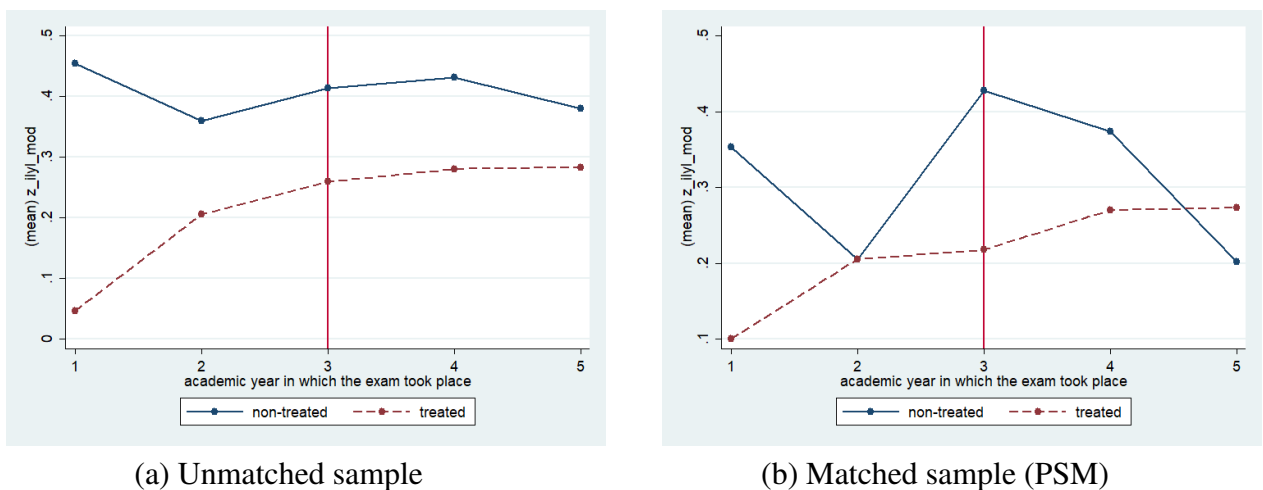 .5
.4
.3
.2
.1
0
(mean) z_ilyl_mod
1 2 3 4 5
academic year in which the exam took place
non-treated treated
(a) Unmatched sample
.5
.4
.3
.2
.1
(mean) z_ilyl_mod
1 2 3 4 5
academic year in which the exam took place
non-treated treated
(b) Matched sample (PSM)